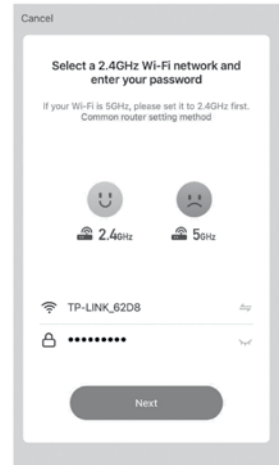 Cancel
Select a 2.4GHz Wi-Fi network and
enter your password
If your Wi-Fi is 5GHz, please set it to 2.4GHz first.
Common router setting method
2.4GHz
5GHz
TP-LINK_62D8
•••••••••
Next